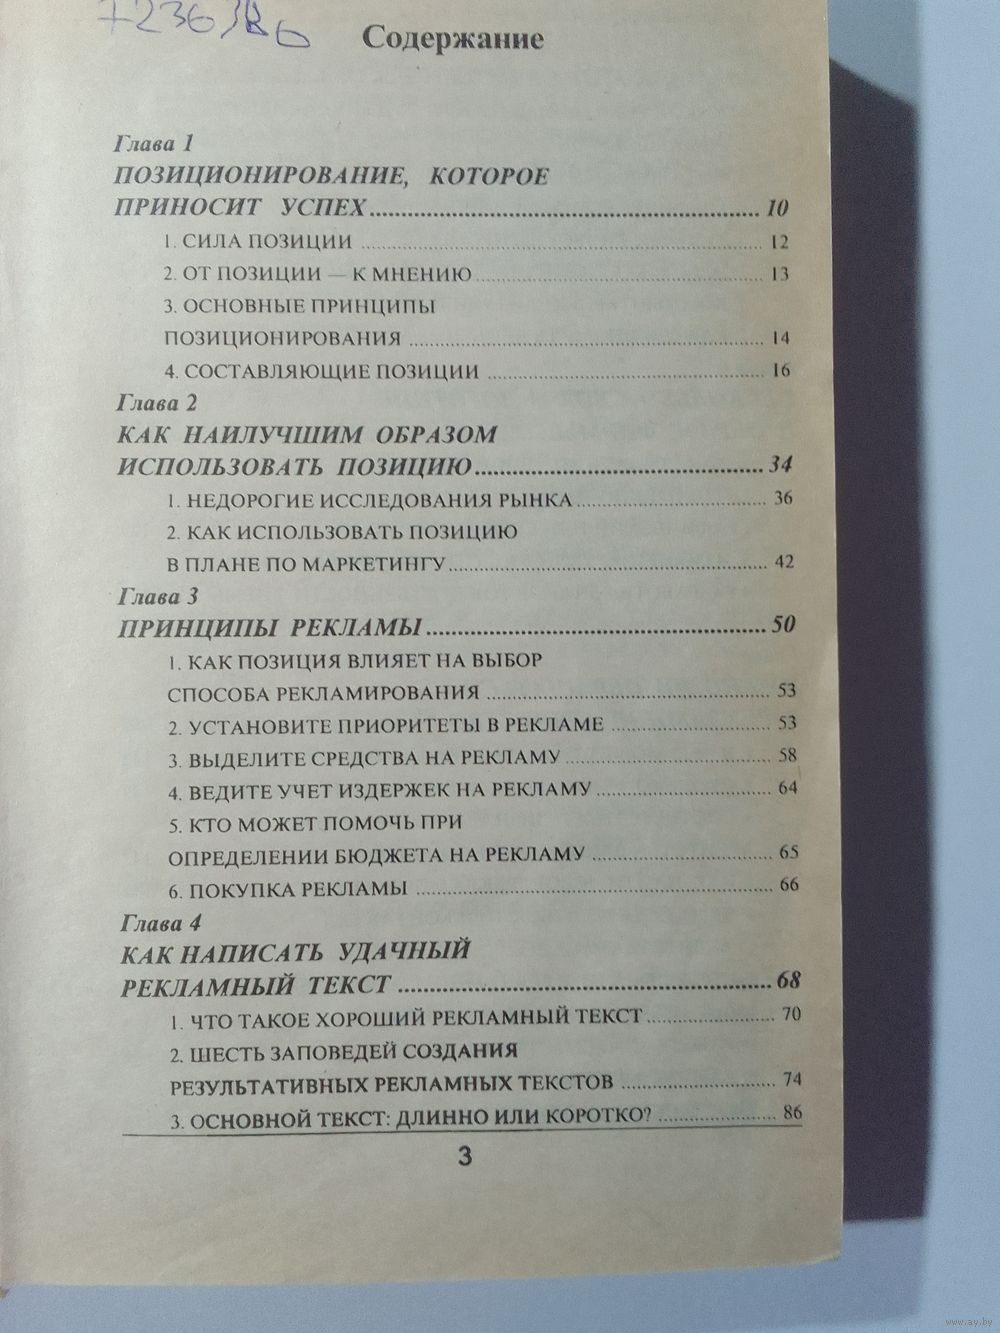 Содержание
Глава 1
ПОЗИЦИОНИРОВАНИЕ, КОТОРОЕ
ПРИНОСИТ УСПЕХ.......................................................... 10
1. СИЛА ПОЗИЦИИ .......................................................... 12
2. ОТ ПОЗИЦИИ — К МНЕНИЮ.......................................... 13
3. ОСНОВНЫЕ ПРИНЦИПЫ
ПОЗИЦИОНИРОВАНИЯ .................................................... 14
4. СОСТАВЛЯЮЩИЕ ПОЗИЦИИ ........................................ 16
Глава 2
КАК НАИЛУЧШИМ ОБРАЗОМ
ИСПОЛЬЗОВАТЬ ПОЗИЦИЮ........................................... 34
1. НЕДОРОГИЕ ИССЛЕДОВАНИЯ РЫНКА............................ 36
2. КАК ИСПОЛЬЗОВАТЬ ПОЗИЦИЮ
В ПЛАНЕ ПО МАРКЕТИНГУ.............................................. 42
Глава 3
ПРИНЦИПЫ РЕКЛАМЫ.................................................. 50
1. КАК ПОЗИЦИЯ ВЛИЯЕТ НА ВЫБОР
СПОСОБА РЕКЛАМИРОВАНИЯ ......................................... 53
2. УСТАНОВИТЕ ПРИОРИТЕТЫ В РЕКЛАМЕ ....................... 53
3. ВЫДЕЛИТЕ СРЕДСТВА НА РЕКЛАМУ.............................. 58
4. ВЕДИТЕ УЧЕТ ИЗДЕРЖЕК НА РЕКЛАМУ......................... 64
5. КТО МОЖЕТ ПОМОЧЬ ПРИ
ОПРЕДЕЛЕНИИ БЮДЖЕТА НА РЕКЛАМУ .......................... 65
6. ПОКУПКА РЕКЛАМЫ .................................................... 66
Глава 4
КАК НАПИСАТЬ УДАЧНЫЙ
РЕКЛАМНЫЙ ТЕКСТ ...................................................... 68
1. ЧТО ТАКОЕ ХОРОШИЙ РЕКЛАМНЫЙ ТЕКСТ................... 70
2. ШЕСТЬ ЗАПОВЕДЕЙ СОЗДАНИЯ
РЕЗУЛЬТАТИВНЫХ РЕКЛАМНЫХ ТЕКСТОВ ...................... 74
3. ОСНОВНОЙ ТЕКСТ: ДЛИННО ИЛИ КОРОТКО? ................. 86
3
www.ay.by